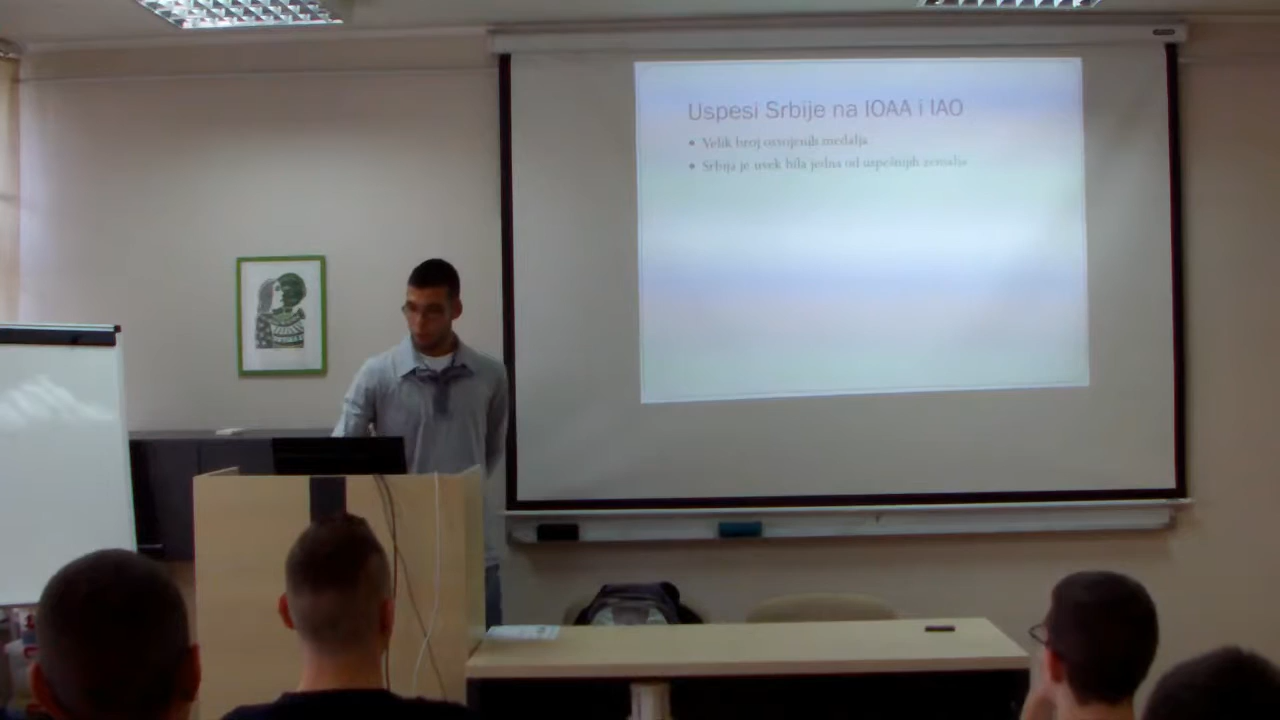 Uspesi Srbije na IOAA i IAO
• Velik broj osvojenih medalja
• Srbija je uvek bila jedna od uspešnijih zemalja